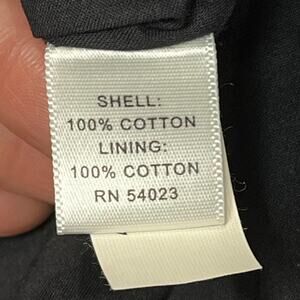 SHELL:
100% COTTON
LINING:
100% COTTON
RN 54023